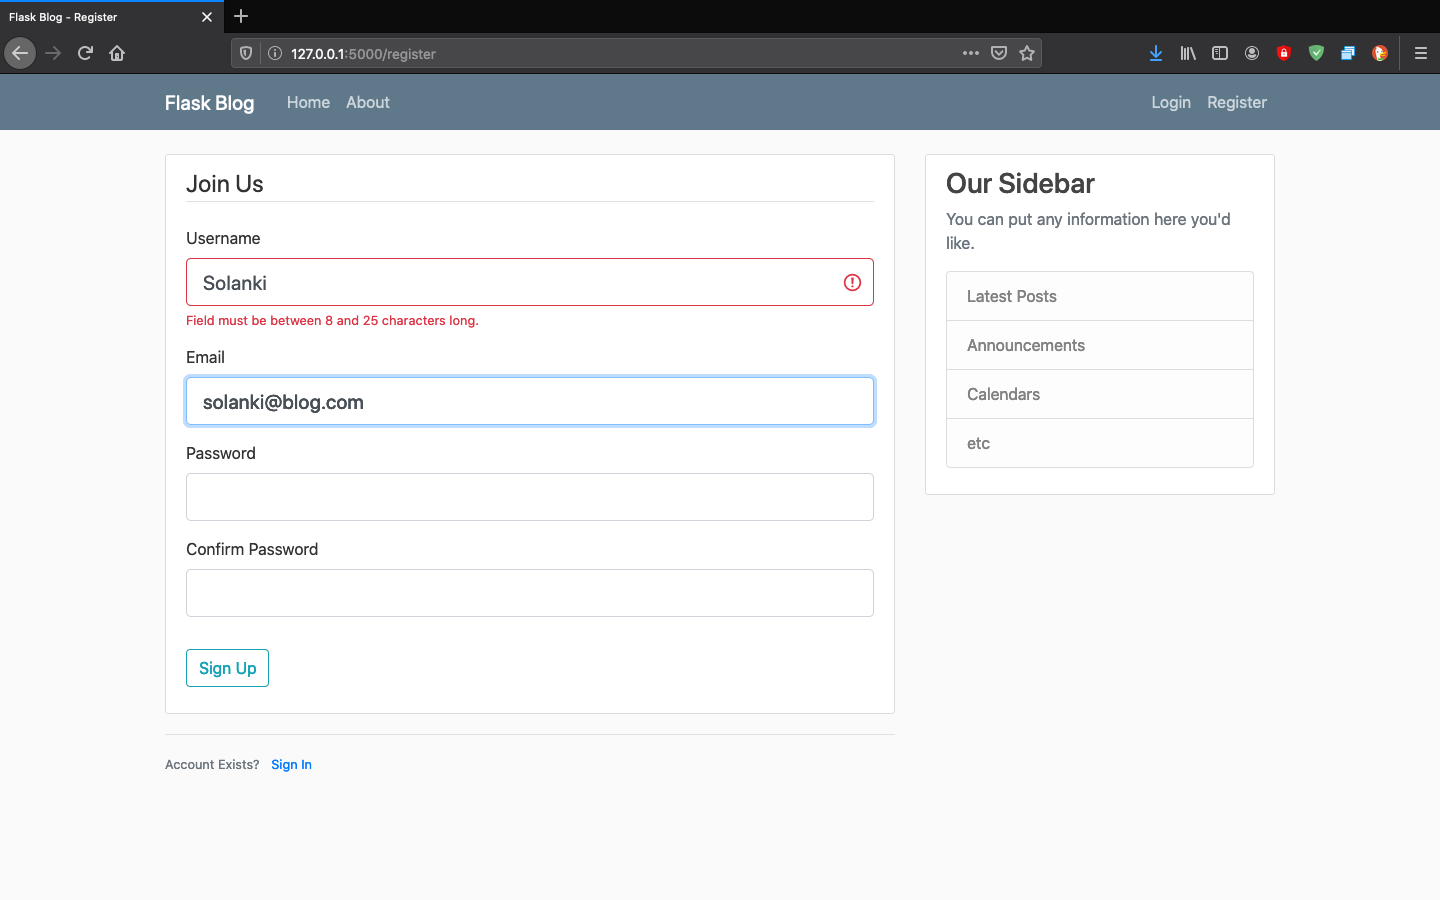 Flask Blog - Register
127.0.0.1:5000/register
Flask Blog Home About Login Register
Join Us
Username
Solanki
Field must be between 8 and 25 characters long.
Email
solanki@blog.com
Password
Confirm Password
Sign Up
Account Exists? Sign In
Our Sidebar
You can put any information here you'd
like.
Latest Posts
Announcements
Calendars
etc